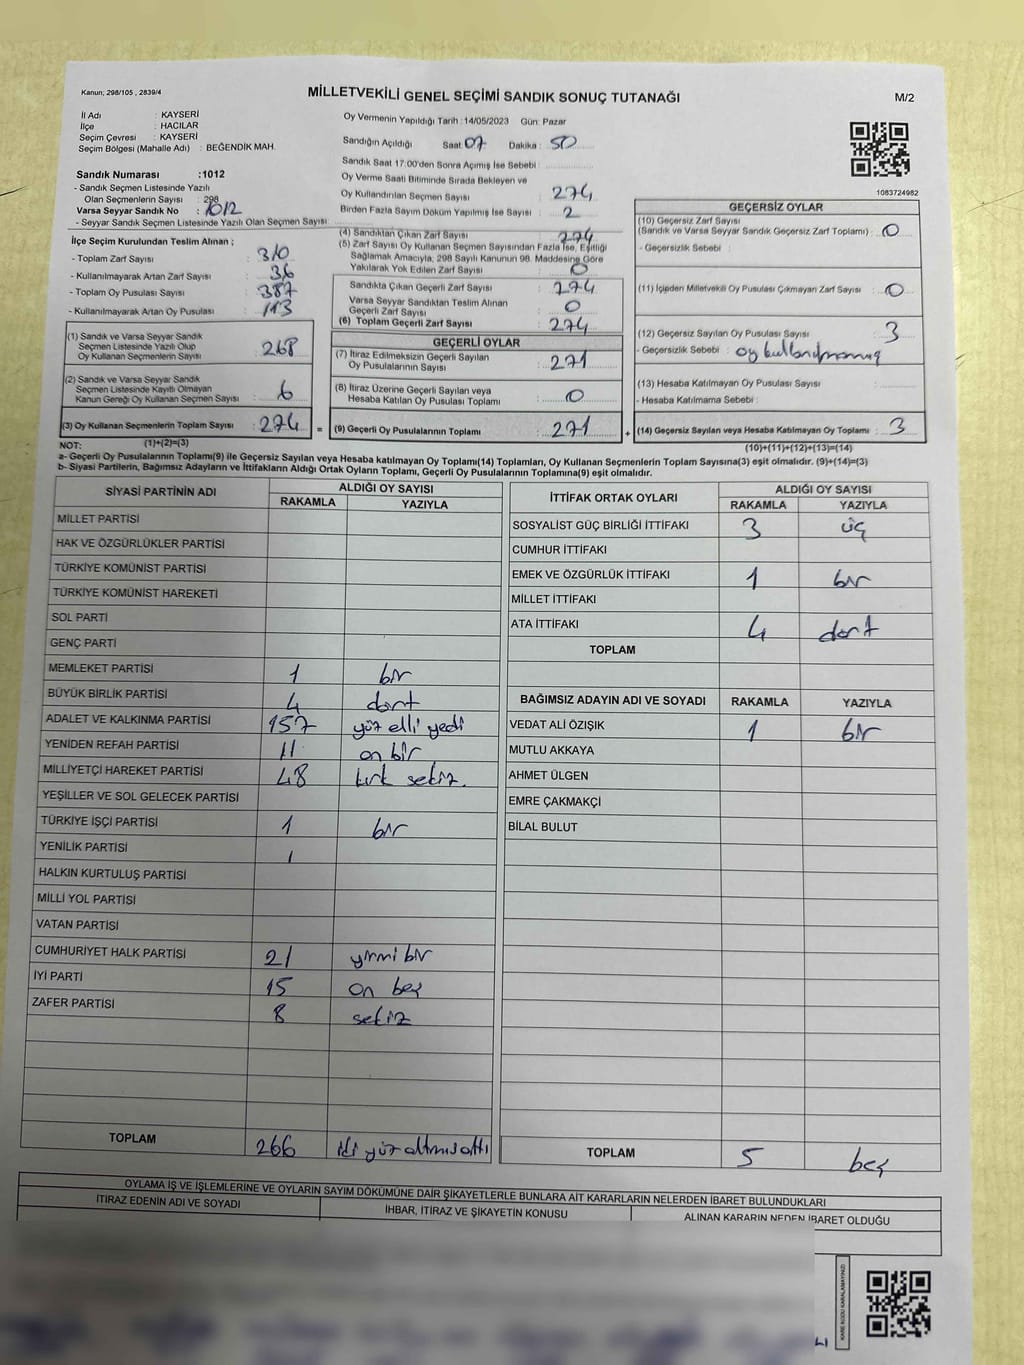 Kanun; 298/105 , 2839/4
MİLLETVEKİLİ GENEL SEÇİMİ SANDIK SONUÇ TUTANAĞI
M/2
İl Adı : KAYSERİ
İlçe : HACILAR
Seçim Çevresi : KAYSERİ
Seçim Bölgesi (Mahalle Adı) : BEĞENDİK MAH.
Sandık Numarası :1012
- Sandık Seçmen Listesinde Yazılı
Olan Seçmenlerin Sayısı : 298
Varsa Seyyar Sandık No : 1012
- Seyyar Sandık Seçmen Listesinde Yazılı Olan Seçmen Sayısı:
Oy Vermenin Yapıldığı Tarih :14/05/2023 Gün: Pazar
Sandığın Açıldığı Saat 07 Dakika : 50
Sandık Saat 17:00'den Sonra Açımış İse Sebebi :
Oy Verme Saati Bitiminde Sırada Bekleyen ve
Oy Kullandırılan Seçmen Sayısı : 274
Birden Fazla Sayım Döküm Yapılmış İse Sayısı : 2
1083724982
İlçe Seçim Kurulundan Teslim Alınan ;
- Toplam Zarf Sayısı : 310
- Kullanılmayarak Artan Zarf Sayısı : 36
- Toplam Oy Pusulası Sayısı : 387
- Kullanılmayarak Artan Oy Pusulası : 113
(1) Sandık ve Varsa Seyyar Sandık
Seçmen Listesinde Yazılı Olup
Oy Kullanan Seçmenlerin Sayısı : 268
(2) Sandık ve Varsa Seyyar Sandık
Seçmen Listesinde Kayıtlı Olmayan
Kanun Gereği Oy Kullanan Seçmen Sayısı : 6
(3) Oy Kullanan Seçmenlerin Toplam Sayısı : 274 =
(4) Sandıktan Çıkan Zarf Sayısı : 274
(5) Zarf Sayısı Oy Kullanan Seçmen Sayısından Fazla İse, Eşitliği
Sağlamak Amacıyla, 298 Sayılı Kanunun 98. Maddesine Göre
Yakılarak Yok Edilen Zarf Sayısı : 0
Sandıkta Çıkan Geçerli Zarf Sayısı : 274
Varsa Seyyar Sandıktan Teslim Alınan
Geçerli Zarf Sayısı : 0
(6) Toplam Geçerli Zarf Sayısı : 274
GEÇERLİ OYLAR
(7) İtiraz Edilmeksizin Geçerli Sayılan
Oy Pusulalarının Sayısı : 271
(8) İtiraz Üzerine Geçerli Sayılan veya
Hesaba Katılan Oy Pusulası Toplamı : 0
(9) Geçerli Oy Pusulalarının Toplamı : 271 +
GEÇERSİZ OYLAR
(10) Geçersiz Zarf Sayısı
(Sandık ve Varsa Seyyar Sandık Geçersiz Zarf Toplamı) : 0
- Geçersizlik Sebebi :
(11) İçinden Milletvekili Oy Pusulası Çıkmayan Zarf Sayısı : 0
(12) Geçersiz Sayılan Oy Pusulası Sayısı : 3
- Geçersizlik Sebebi : oy kullanılmamış
(13) Hesaba Katılmayan Oy Pusulası Sayısı :
- Hesaba Katılmama Sebebi :
(14) Geçersiz Sayılan veya Hesaba Katılmayan Oy Toplamı : 3
NOT: (1)+(2)=(3)
(10)+(11)+(12)+(13)=(14)
a- Geçerli Oy Pusulalarının Toplamı(9) ile Geçersiz Sayılan veya Hesaba katılmayan Oy Toplamı(14) Toplamları, Oy Kullanan Seçmenlerin Toplam Sayısına(3) eşit olmalıdır. (9)+(14)=(3)
b- Siyasi Partilerin, Bağımsız Adayların ve İttifakların Aldığı Ortak Oyların Toplamı, Geçerli Oy Pusulalarının Toplamına(9) eşit olmalıdır.
SİYASİ PARTİNİN ADI ALDIĞI OY SAYISI
RAKAMLA YAZIYLA
MİLLET PARTİSİ
HAK VE ÖZGÜRLÜKLER PARTİSİ
TÜRKİYE KOMÜNİST PARTİSİ
TÜRKİYE KOMÜNİST HAREKETİ
SOL PARTİ
GENÇ PARTİ
MEMLEKET PARTİSİ 1 bir
BÜYÜK BİRLİK PARTİSİ 4 dört
ADALET VE KALKINMA PARTİSİ 157 yüz elli yedi
YENİDEN REFAH PARTİSİ 11 on bir
MİLLİYETÇİ HAREKET PARTİSİ 48 kırk sekiz.
YEŞİLLER VE SOL GELECEK PARTİSİ
TÜRKİYE İŞÇİ PARTİSİ 1 bir
YENİLİK PARTİSİ
HALKIN KURTULUŞ PARTİSİ
MİLLİ YOL PARTİSİ
VATAN PARTİSİ
CUMHURİYET HALK PARTİSİ 21 yirmi bir
İYİ PARTİ 15 on beş
ZAFER PARTİSİ 8 sekiz
TOPLAM 266 iki yüz altmış altı
İTTİFAK ORTAK OYLARI ALDIĞI OY SAYISI
RAKAMLA YAZIYLA
SOSYALİST GÜÇ BİRLİĞİ İTTİFAKI 3 üç
CUMHUR İTTİFAKI
EMEK VE ÖZGÜRLÜK İTTİFAKI 1 bir
MİLLET İTTİFAKI
ATA İTTİFAKI 4 dört
TOPLAM
BAĞIMSIZ ADAYIN ADI VE SOYADI RAKAMLA YAZIYLA
VEDAT ALİ ÖZIŞIK 1 bir
MUTLU AKKAYA
AHMET ÜLGEN
EMRE ÇAKMAKÇİ
BİLAL BULUT
TOPLAM 5 beş
OYLAMA İŞ VE İŞLEMLERİNE VE OYLARIN SAYIM DÖKÜMÜNE DAİR ŞİKAYETLERLE BUNLARA AİT KARARLARIN NELERDEN İBARET BULUNDUKLARI
İTİRAZ EDENİN ADI VE SOYADI İHBAR, İTİRAZ VE ŞİKAYETİN KONUSU ALINAN KARARIN NEDEN İBARET OLDUĞU
KARE KODU KARALAMAYINIZ!